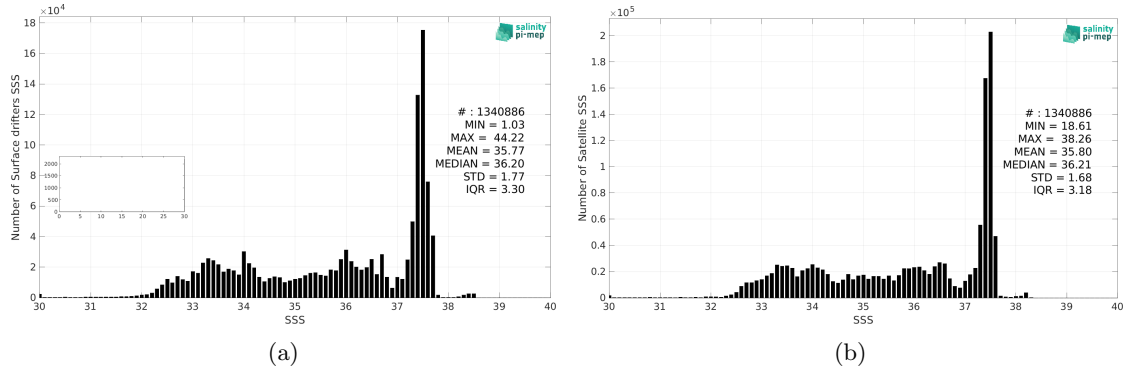 ×10⁴
18
16
14
12
10
8
6
4
2
0
Number of Surface drifters SSS
salinity
pi-mep
# : 1340886
MIN = 1.03
MAX = 44.22
MEAN = 35.77
MEDIAN = 36.20
STD = 1.77
IQR = 3.30
2000
1500
1000
500
0
0 5 10 15 20 25 30
30 31 32 33 34 35 36 37 38 39 40
SSS
(a)
×10⁵
2
1.8
1.6
1.4
1.2
1
0.8
0.6
0.4
0.2
0
Number of Satellite SSS
salinity
pi-mep
# : 1340886
MIN = 18.61
MAX = 38.26
MEAN = 35.80
MEDIAN = 36.21
STD = 1.68
IQR = 3.18
30 31 32 33 34 35 36 37 38 39 40
SSS
(b)